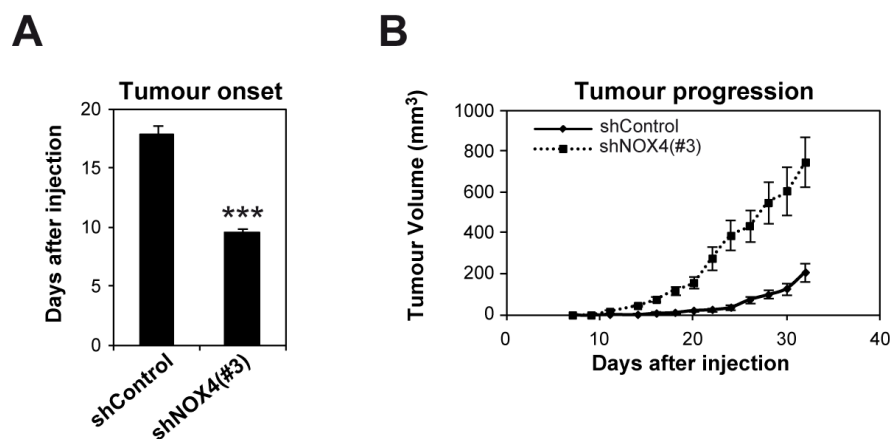 A
Tumour onset
Days after injection
20
15
10
5
0
***
shControl
shNOX4(#3)
B
Tumour progression
Tumour Volume (mm³)
1000
800
600
400
200
0
shControl
shNOX4(#3)
0
10
20
30
40
Days after injection